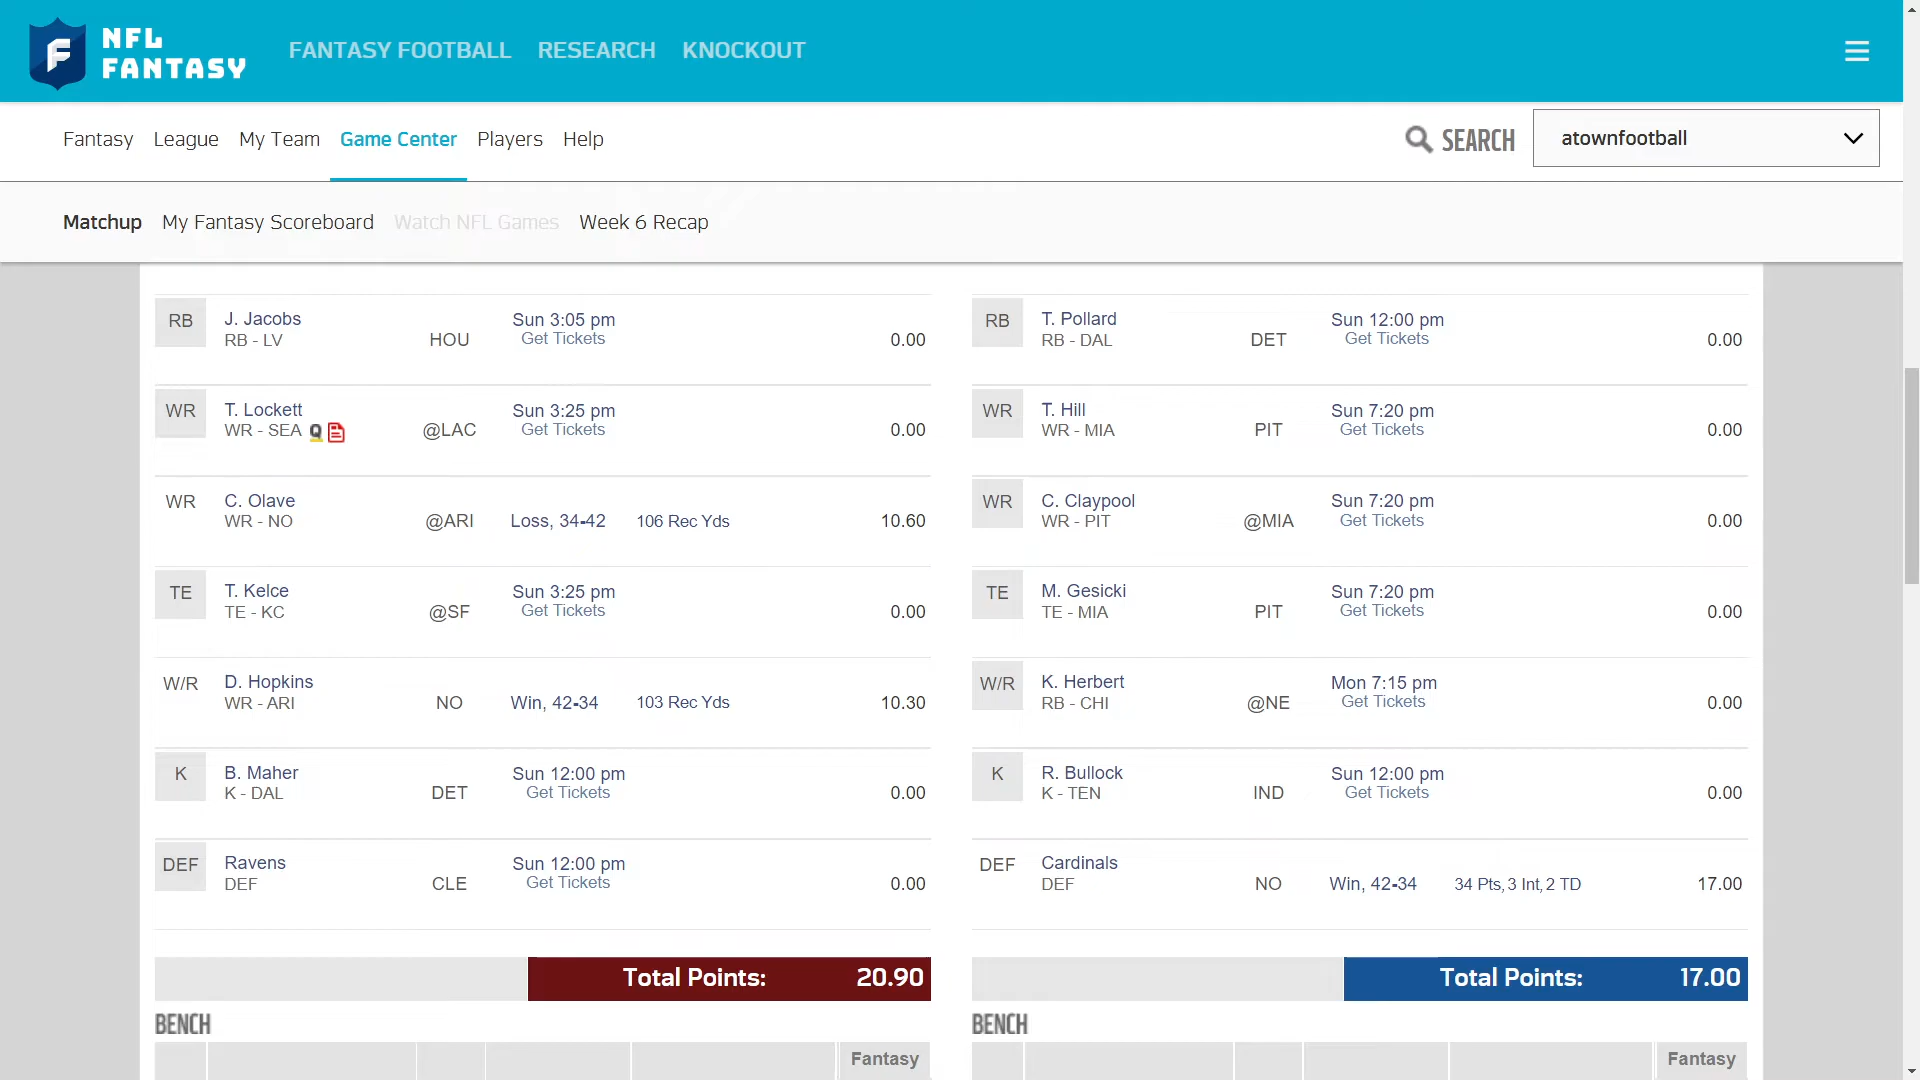 NFL
FANTASY
F
FANTASY FOOTBALL RESEARCH KNOCKOUT
Fantasy League My Team Game Center Players Help
SEARCH
atownfootball
Matchup My Fantasy Scoreboard Watch NFL Games Week 6 Recap
RB J. Jacobs Sun 3:05 pm
RB - LV HOU Get Tickets 0.00
WR T. Lockett Sun 3:25 pm
WR - SEA Q @LAC Get Tickets 0.00
WR C. Olave
WR - NO @ARI Loss, 34-42 106 Rec Yds 10.60
TE T. Kelce Sun 3:25 pm
TE - KC @SF Get Tickets 0.00
W/R D. Hopkins
WR - ARI NO Win, 42-34 103 Rec Yds 10.30
K B. Maher Sun 12:00 pm
K - DAL DET Get Tickets 0.00
DEF Ravens Sun 12:00 pm
DEF CLE Get Tickets 0.00
Total Points: 20.90
BENCH
Fantasy
RB T. Pollard Sun 12:00 pm
RB - DAL DET Get Tickets 0.00
WR T. Hill Sun 7:20 pm
WR - MIA PIT Get Tickets 0.00
WR C. Claypool Sun 7:20 pm
WR - PIT @MIA Get Tickets 0.00
TE M. Gesicki Sun 7:20 pm
TE - MIA PIT Get Tickets 0.00
W/R K. Herbert Mon 7:15 pm
RB - CHI @NE Get Tickets 0.00
K R. Bullock Sun 12:00 pm
K - TEN IND Get Tickets 0.00
DEF Cardinals
DEF NO Win, 42-34 34 Pts, 3 Int, 2 TD 17.00
Total Points: 17.00
BENCH
Fantasy